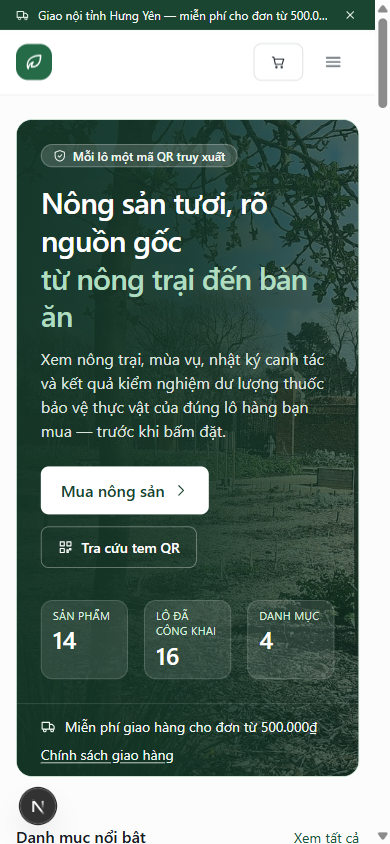 Giao nội tỉnh Hưng Yên — miễn phí cho đơn từ 500.0...
Mỗi lô một mã QR truy xuất
Nông sản tươi, rõ
nguồn gốc
từ nông trại đến bàn
ăn
Xem nông trại, mùa vụ, nhật ký canh tác
và kết quả kiểm nghiệm dư lượng thuốc
bảo vệ thực vật của đúng lô hàng bạn
mua — trước khi bấm đặt.
Mua nông sản
Tra cứu tem QR
SẢN PHẨM
14
LÔ ĐÃ
CÔNG KHAI
16
DANH MỤC
4
Miễn phí giao hàng cho đơn từ 500.000₫
Chính sách giao hàng
N
Danh mục nổi bật
Xem tất cả